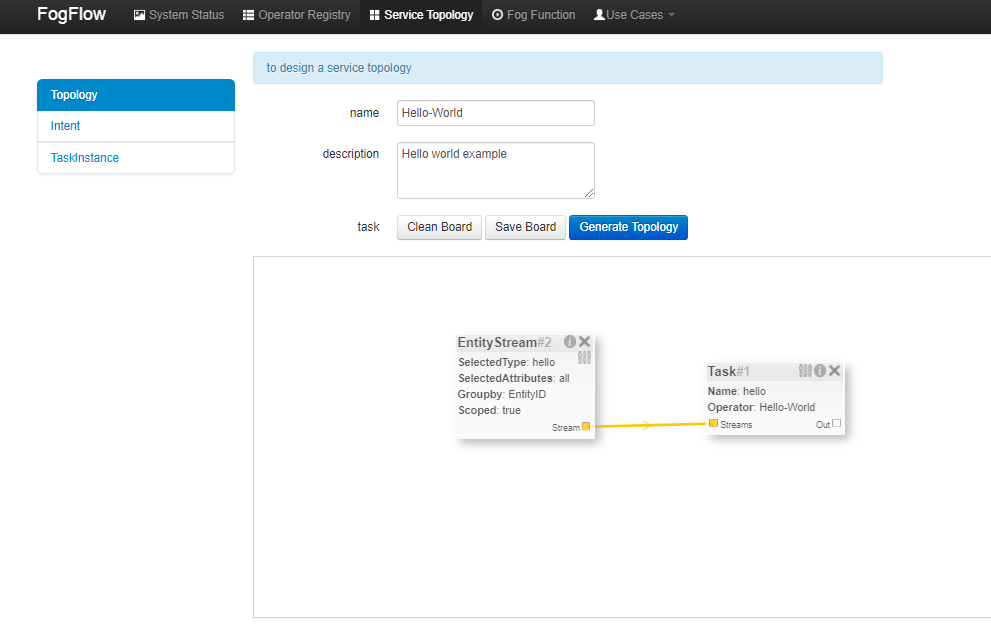 FogFlow System Status Operator Registry Service Topology Fog Function Use Cases
to design a service topology
Topology
Intent
TaskInstance
name Hello-World
description Hello world example
task Clean Board Save Board Generate Topology
EntityStream#2
SelectedType: hello
SelectedAttributes: all
Groupby: EntityID
Scoped: true
Stream
Task#1
Name: hello
Operator: Hello-World
Streams Out